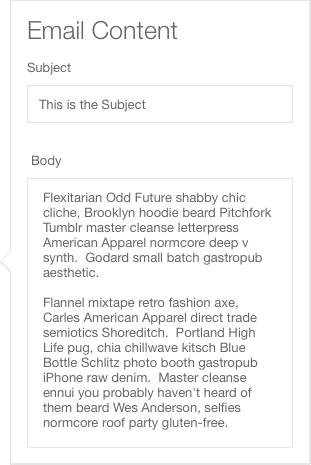 Email Content
Subject
This is the Subject
Body
Flexitarian Odd Future shabby chic
cliche, Brooklyn hoodie beard Pitchfork
Tumblr master cleanse letterpress
American Apparel normcore deep v
synth.  Godard small batch gastropub
aesthetic.
Flannel mixtape retro fashion axe,
Carles American Apparel direct trade
semiotics Shoreditch.  Portland High
Life pug, chia chillwave kitsch Blue
Bottle Schlitz photo booth gastropub
iPhone raw denim.  Master cleanse
ennui you probably haven't heard of
them beard Wes Anderson, selfies
normcore roof party gluten-free.